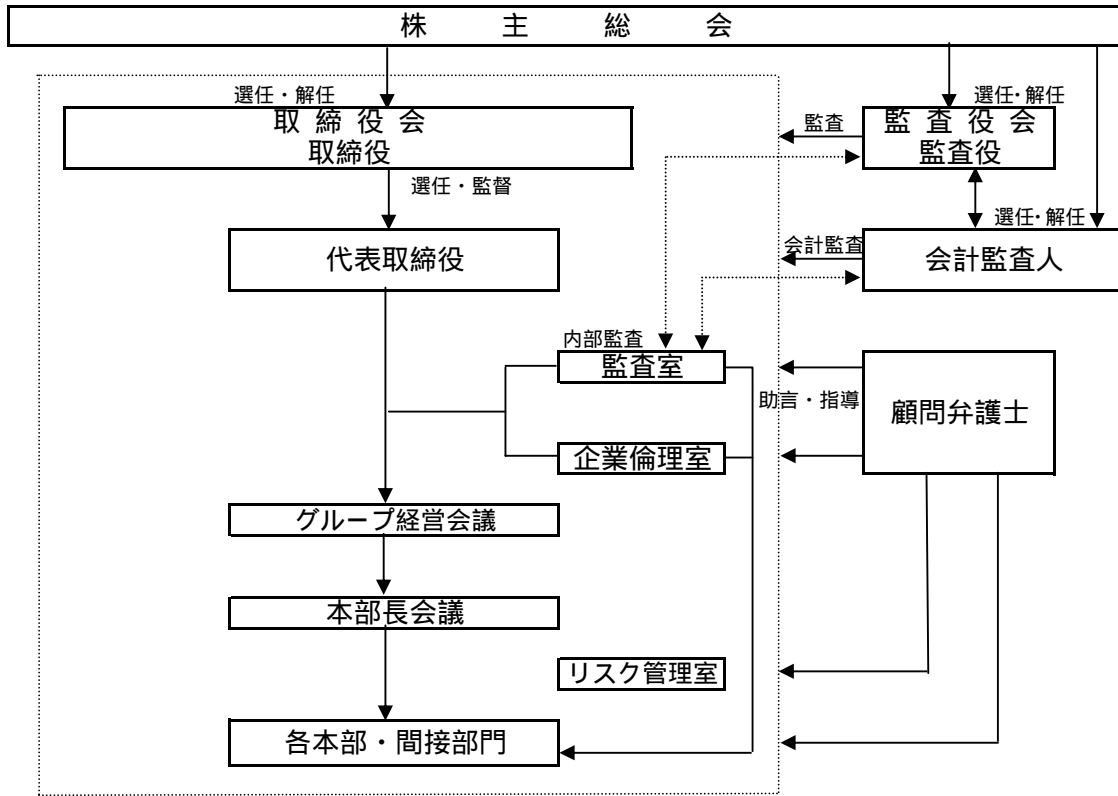 株主総会
選任・解任
選任・解任
取締役会
取締役
監査
監査役会
監査役
選任・監督
選任・解任
代表取締役
会計監査
会計監査人
内部監査
監査室
助言・指導
顧問弁護士
企業倫理室
グループ経営会議
本部長会議
リスク管理室
各本部・間接部門